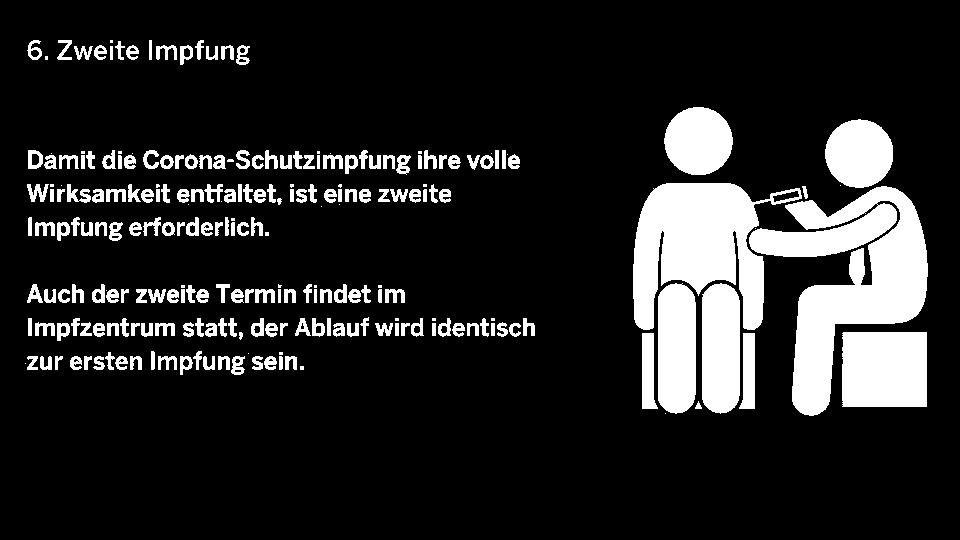 6. Zweite Impfung
Damit die Corona-Schutzimpfung ihre volle
Wirksamkeit entfaltet, ist eine zweite
Impfung erforderlich.
Auch der zweite Termin findet im
Impfzentrum statt, der Ablauf wird identisch
zur ersten Impfung sein.